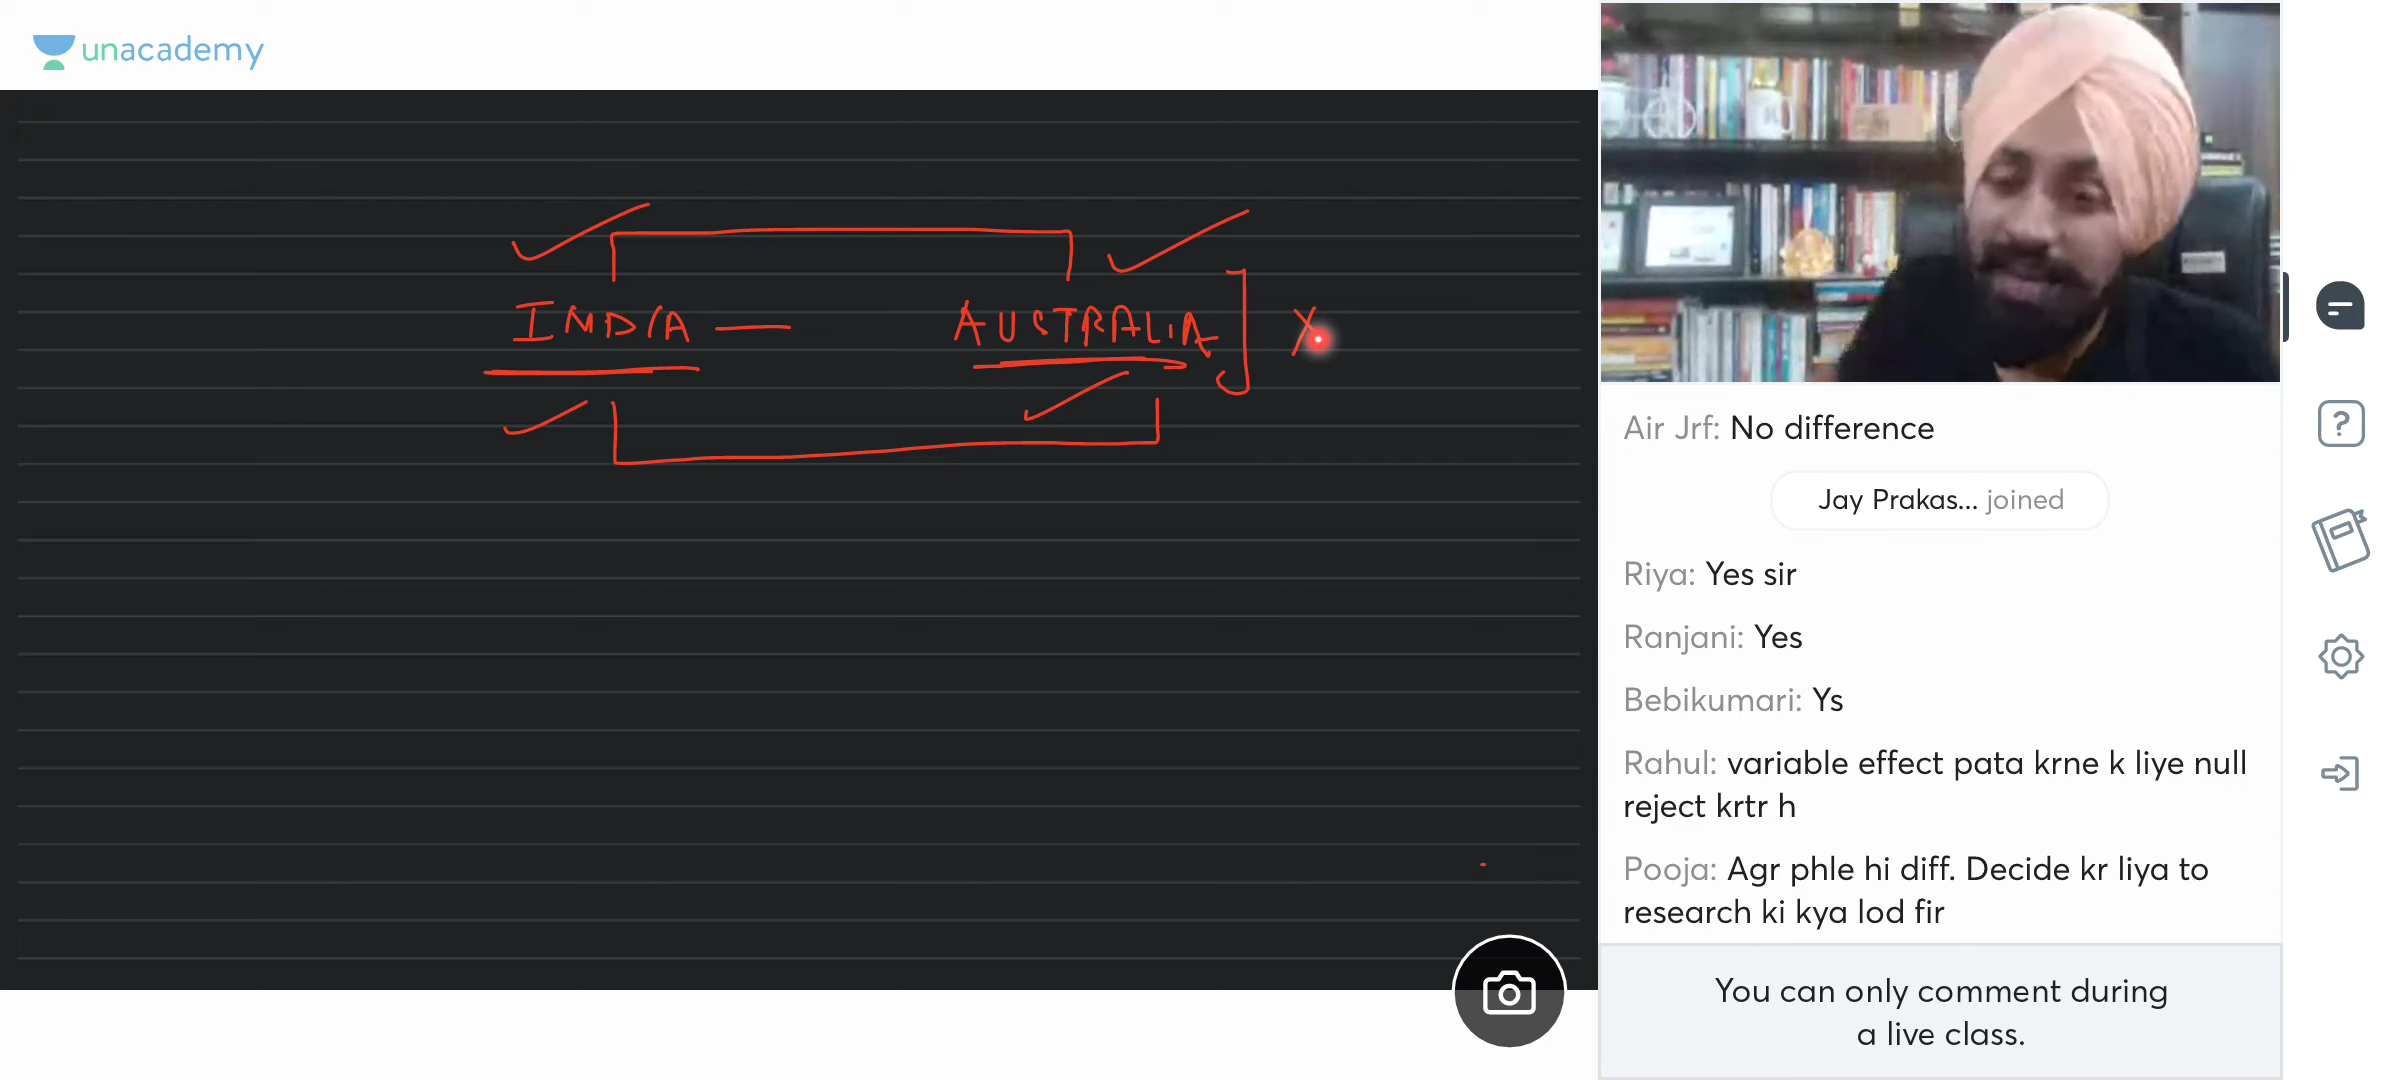 unacademy
INDIA — AUSTRALIA ] X
Air Jrf: No difference
Jay Prakas... joined
Riya: Yes sir
Ranjani: Yes
Bebikumari: Ys
Rahul: variable effect pata krne k liye null
reject krtr h
Pooja: Agr phle hi diff. Decide kr liya to
research ki kya lod fir
You can only comment during
a live class.